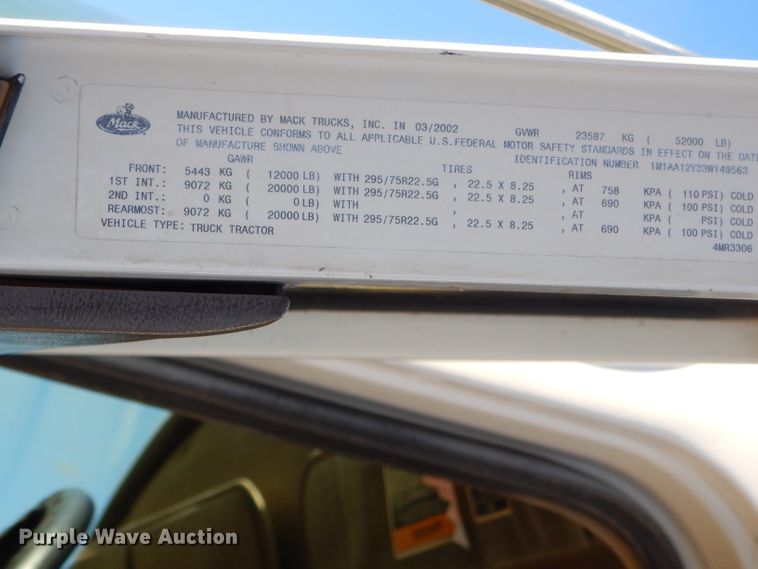 Mack
MANUFACTURED BY MACK TRUCKS, INC. IN 03/2002 GVWR 23587 KG ( 52000 LB)
THIS VEHICLE CONFORMS TO ALL APPLICABLE U.S.FEDERAL MOTOR SAFETY STANDARDS IN EFFECT ON THE DATE
OF MANUFACTURE SHOWN ABOVE IDENTIFICATION NUMBER 1M1AA12Y33W149563
GAWR TIRES RIMS
FRONT: 5443 KG ( 12000 LB) WITH 295/75R22.5G , 22.5 X 8.25 , AT 758 KPA ( 110 PSI) COLD
1ST INT.: 9072 KG ( 20000 LB) WITH 295/75R22.5G , 22.5 X 8.25 , AT 690 KPA ( 100 PSI) COLD
2ND INT.: 0 KG ( 0 LB) WITH , , AT KPA ( PSI) COLD
REARMOST: 9072 KG ( 20000 LB) WITH 295/75R22.5G , 22.5 X 8.25 , AT 690 KPA ( 100 PSI) COLD
VEHICLE TYPE: TRUCK TRACTOR
4MR3306
Purple Wave Auction